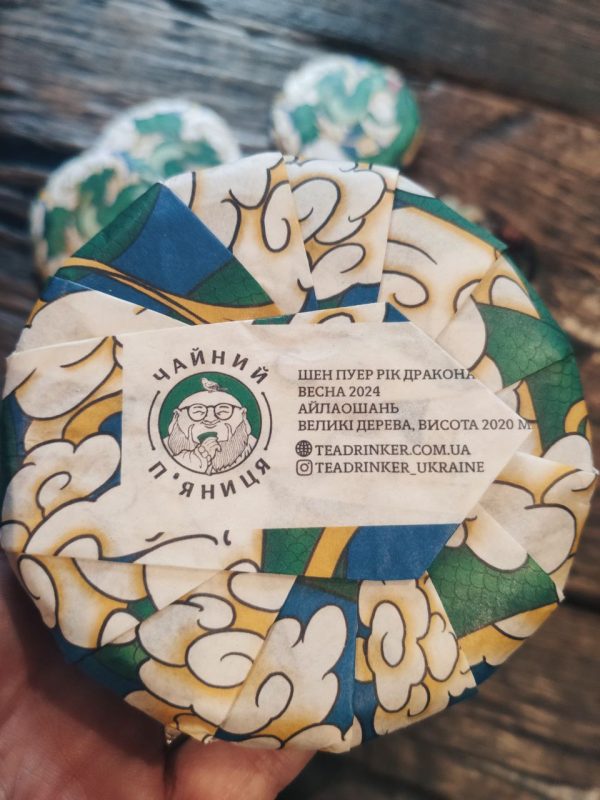 ЧАЙНИЙ
П'ЯНИЦЯ
ШЕН ПУЕР РІК ДРАКОНА
ВЕСНА 2024
АЙЛАОШАНЬ
ВЕЛИКІ ДЕРЕВА, ВИСОТА 2020 М
TEADRINKER.COM.UA
TEADRINKER_UKRAINE